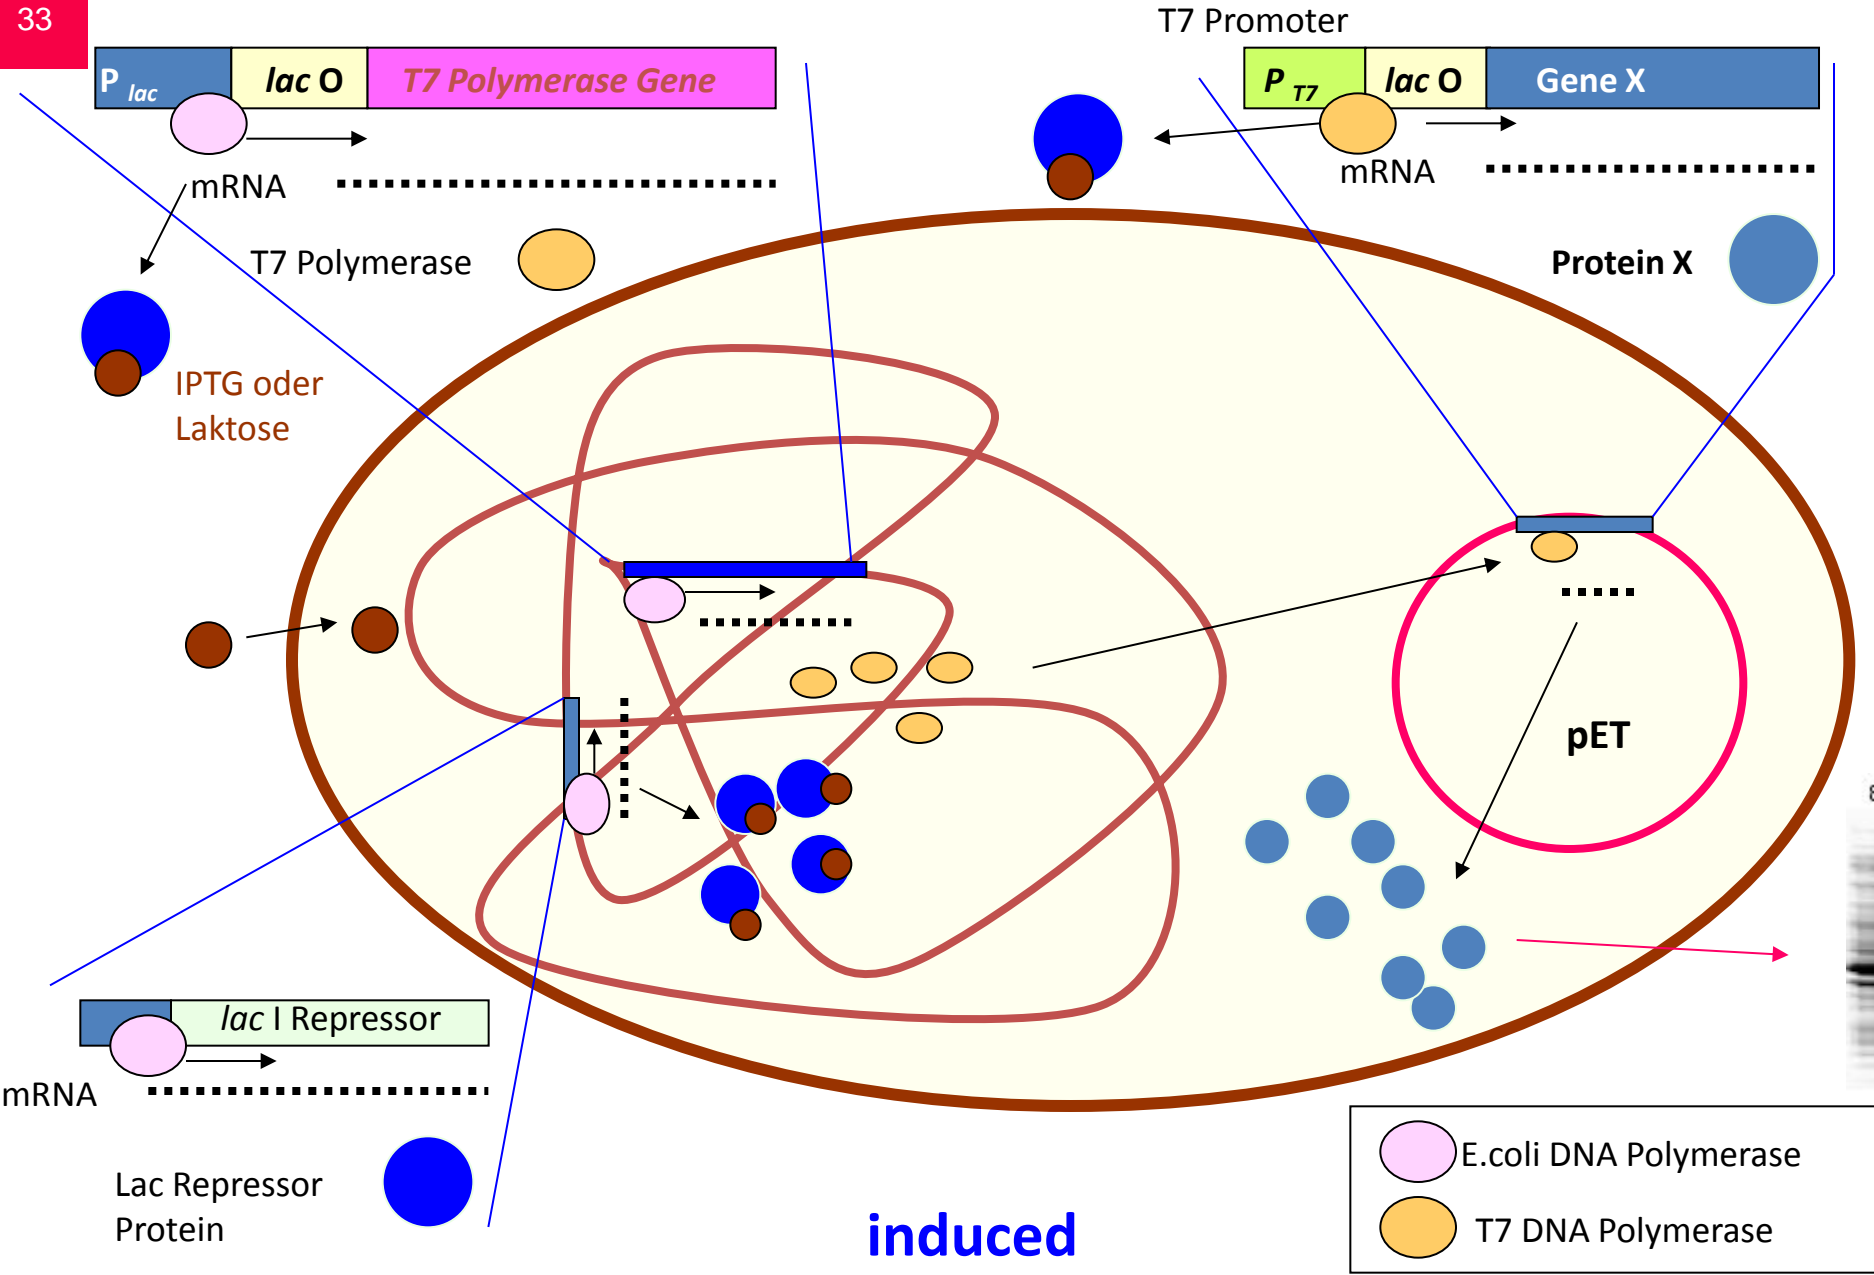 33
T7 Promoter
P lac
lac O
T7 Polymerase Gene
P T7
lac O
Gene X
mRNA
mRNA
T7 Polymerase
Protein X
IPTG oder
Laktose
pET
lac I Repressor
mRNA
Lac Repressor
Protein
induced
E.coli DNA Polymerase
T7 DNA Polymerase